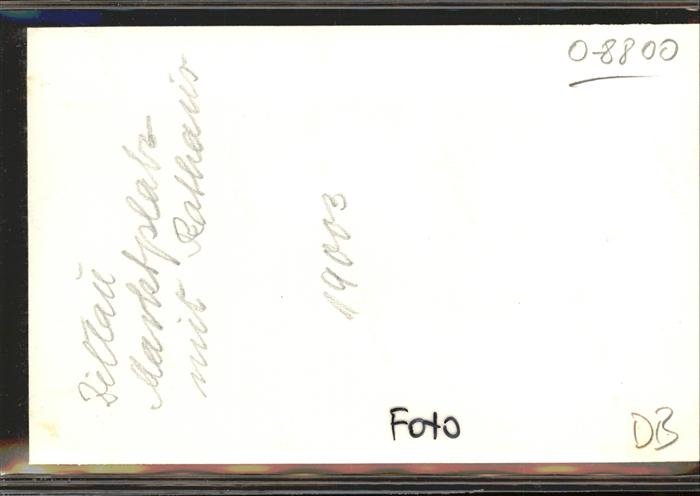 0-8800
Zittau
Marktplatz
mit Rathaus
19003
Foto
DB